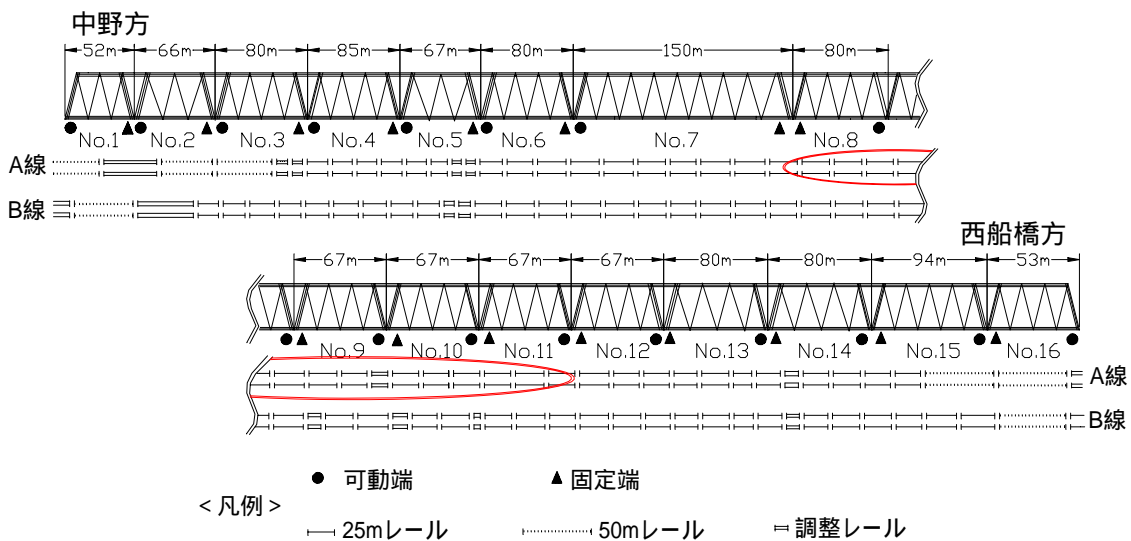 中野方
52m 66m 80m 85m 67m 80m 150m 80m
No.1 No.2 No.3 No.4 No.5 No.6 No.7 No.8
A線
B線
西船橋方
67m 67m 67m 67m 80m 80m 94m 53m
No.9 No.10 No.11 No.12 No.13 No.14 No.15 No.16
A線
B線
● 可動端 ▲ 固定端
<凡例>
25mレール 50mレール 調整レール